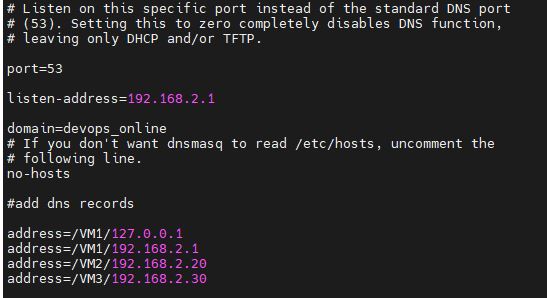 # Listen on this specific port instead of the standard DNS port
# (53). Setting this to zero completely disables DNS function,
# leaving only DHCP and/or TFTP.
port=53
listen-address=192.168.2.1
domain=devops_online
# If you don't want dnsmasq to read /etc/hosts, uncomment the
# following line.
no-hosts
#add dns records
address=/VM1/127.0.0.1
address=/VM1/192.168.2.1
address=/VM2/192.168.2.20
address=/VM3/192.168.2.30